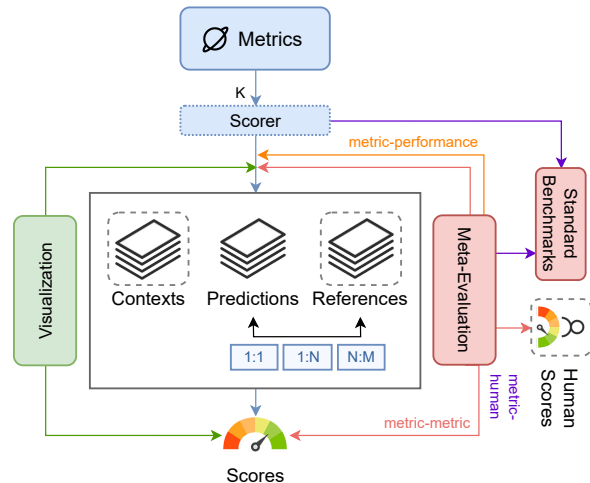 Metrics
K
Scorer
metric-performance
Standard
Benchmarks
Visualization
Contexts
Predictions
References
Meta-Evaluation
1:1
1:N
N:M
Human
Scores
metric-
human
metric-metric
Scores